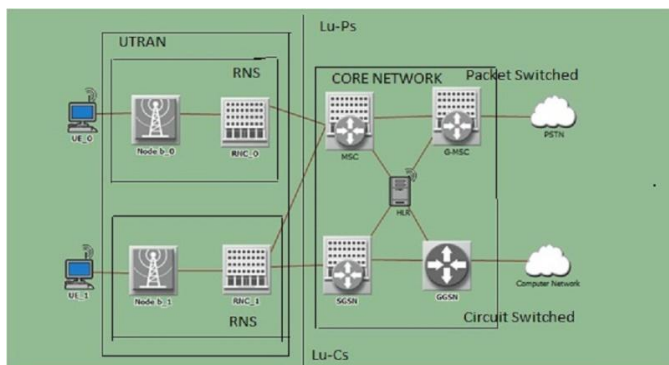 Lu-Ps
UTRAN
RNS
CORE NETWORK
Packet Switched
UE_0
Node b_0
RNC_0
MSC
G-MSC
PSTN
HLR
UE_1
Node b_1
RNC_1
SGSN
GGSN
Computer Network
RNS
Circuit Switched
Lu-Cs